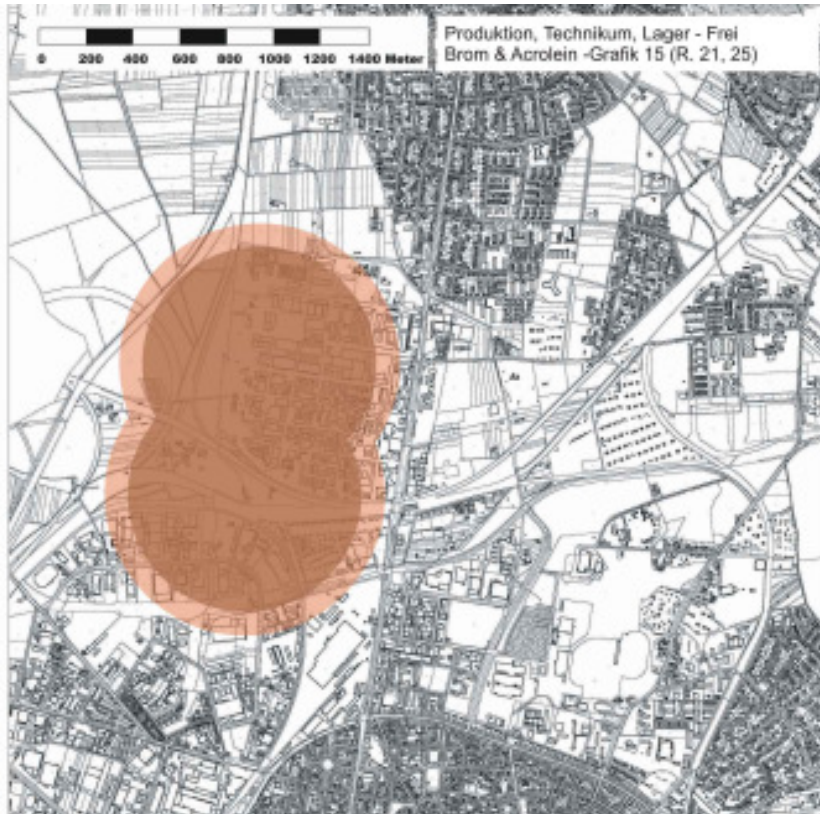 Produktion, Technikum, Lager - Frei
Brom & Acrolein -Grafik 15 (R. 21, 25)
0 200 400 600 800 1000 1200 1400 Meter